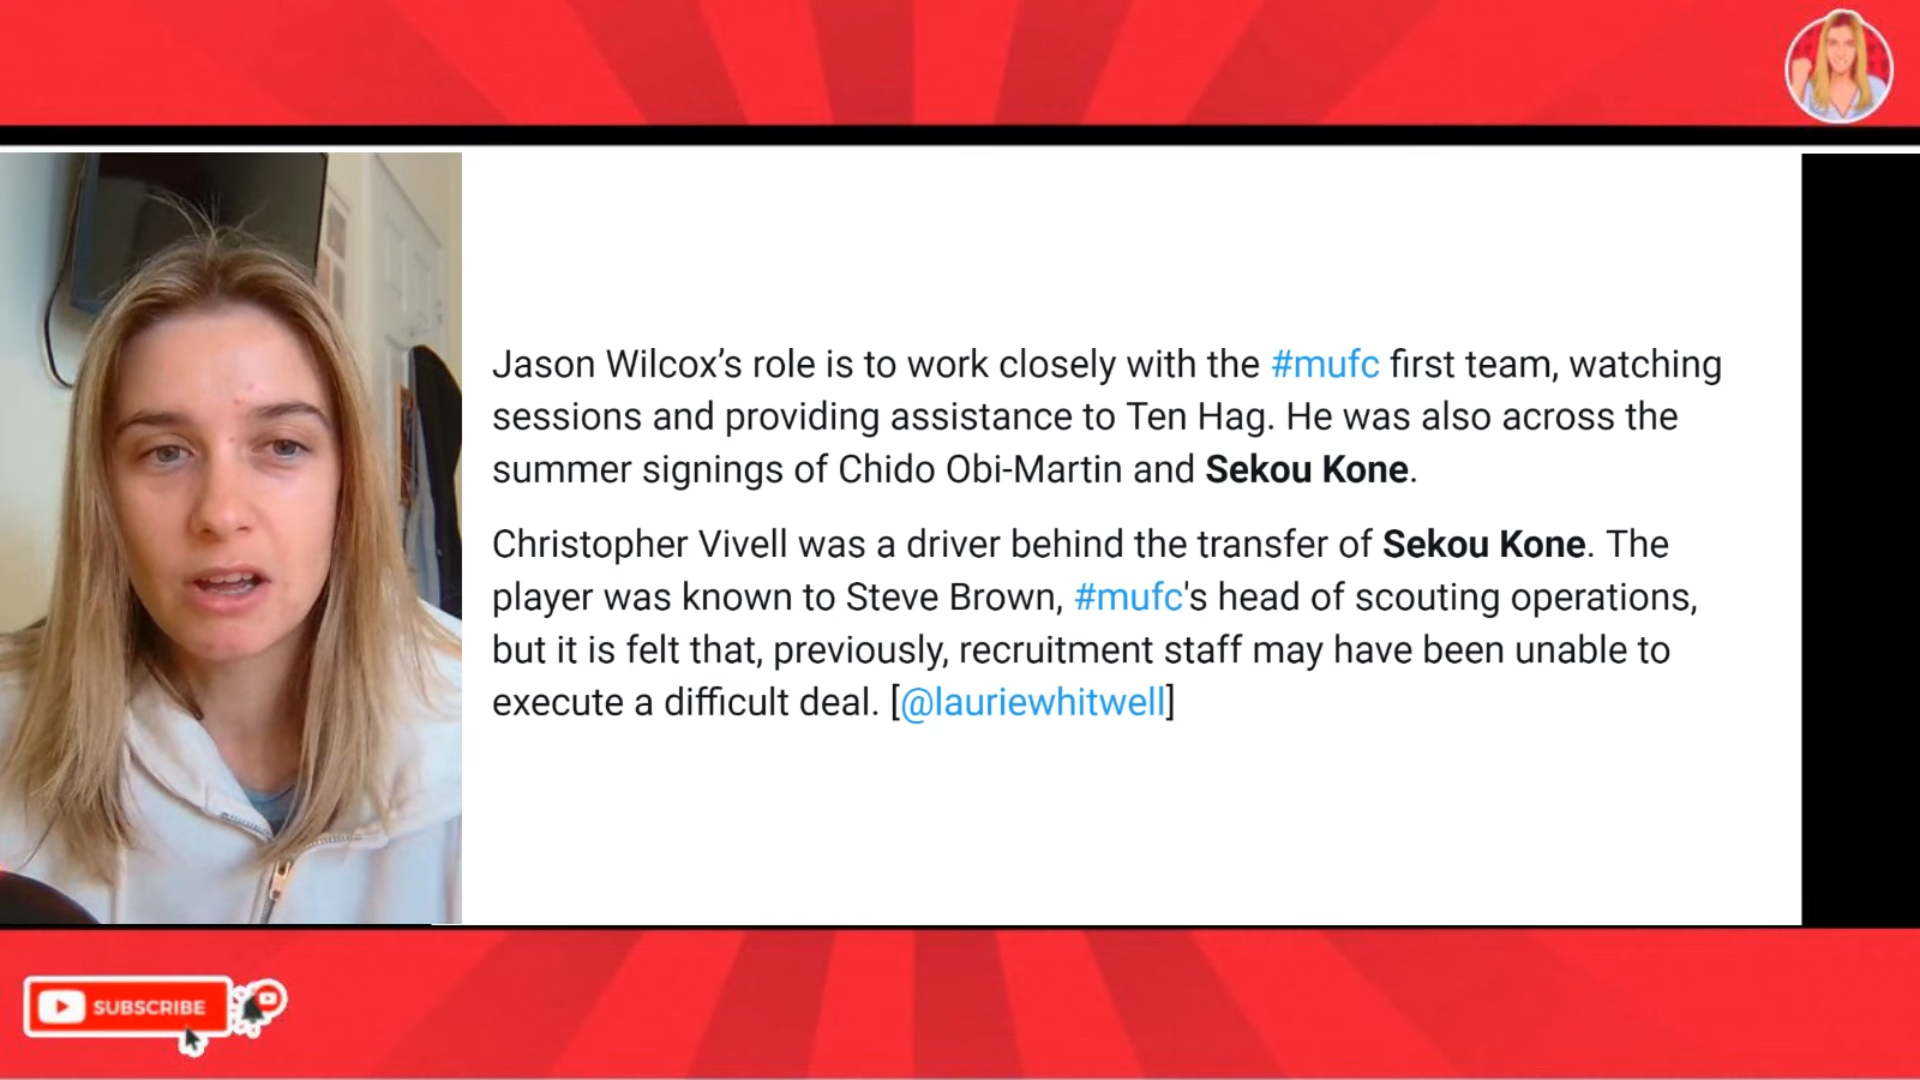 Jason Wilcox’s role is to work closely with the #mufc first team, watching
sessions and providing assistance to Ten Hag. He was also across the
summer signings of Chido Obi-Martin and Sekou Kone.
Christopher Vivell was a driver behind the transfer of Sekou Kone. The
player was known to Steve Brown, #mufc's head of scouting operations,
but it is felt that, previously, recruitment staff may have been unable to
execute a difficult deal. [@lauriewhitwell]
SUBSCRIBE